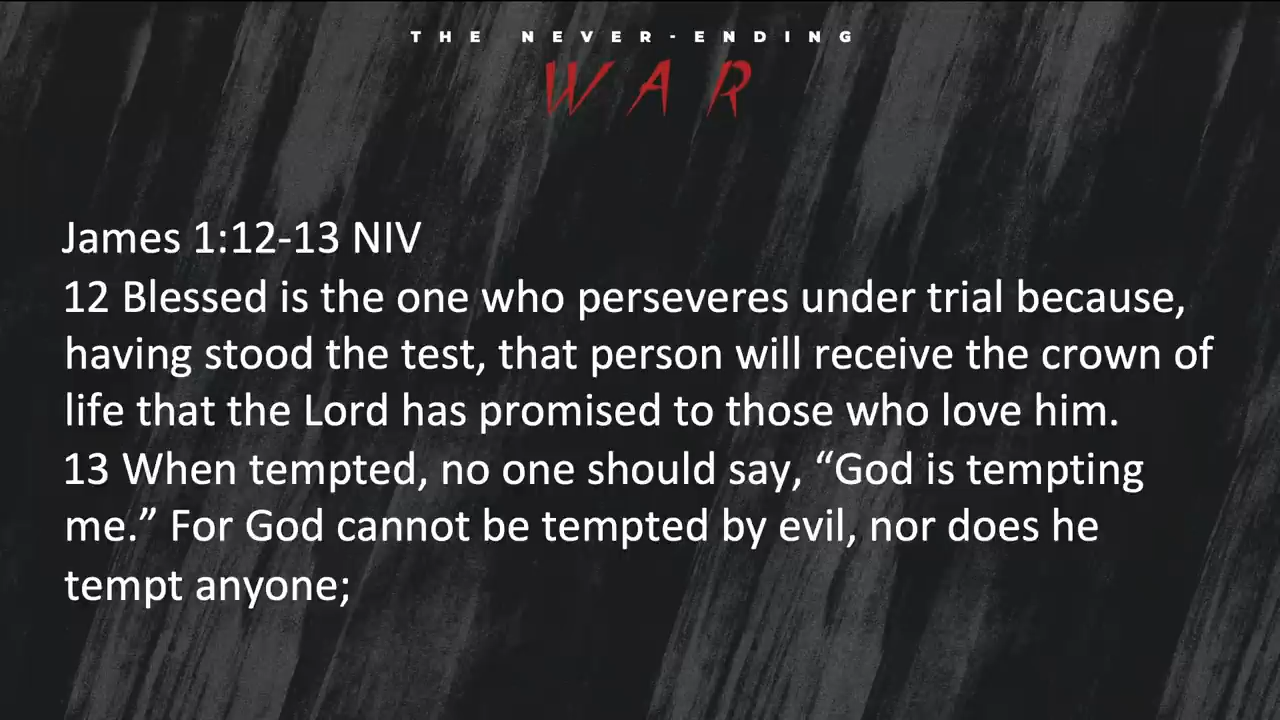 THE NEVER-ENDING
WAR
James 1:12-13 NIV
12 Blessed is the one who perseveres under trial because,
having stood the test, that person will receive the crown of
life that the Lord has promised to those who love him.
13 When tempted, no one should say, “God is tempting
me.” For God cannot be tempted by evil, nor does he
tempt anyone;